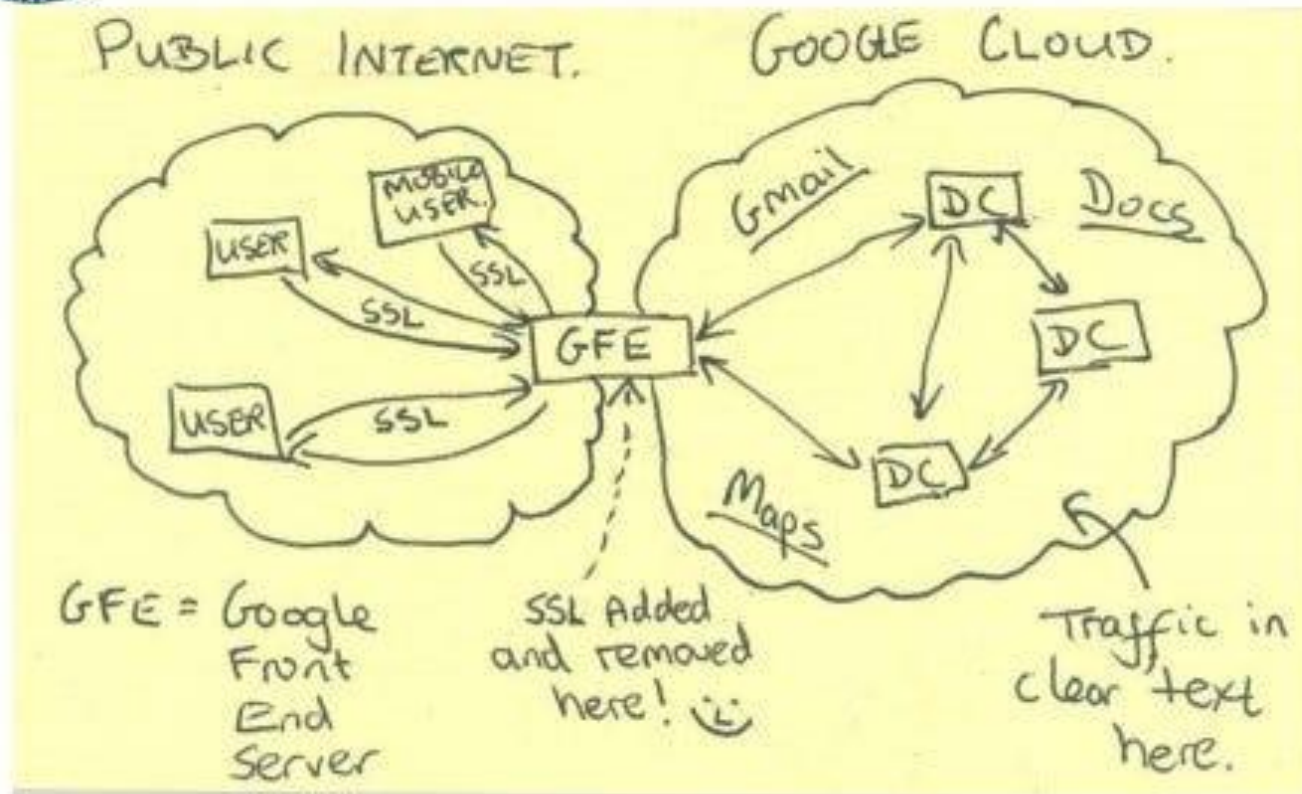 PUBLIC INTERNET.
GOOGLE CLOUD.
MOBILE
USER.
USER
SSL
SSL
USER
SSL
GFE
Gmail
DC
Docs
DC
DC
Maps
GFE = Google
Front
End
Server
SSL Added
and removed
here!
Traffic in
clear text
here.